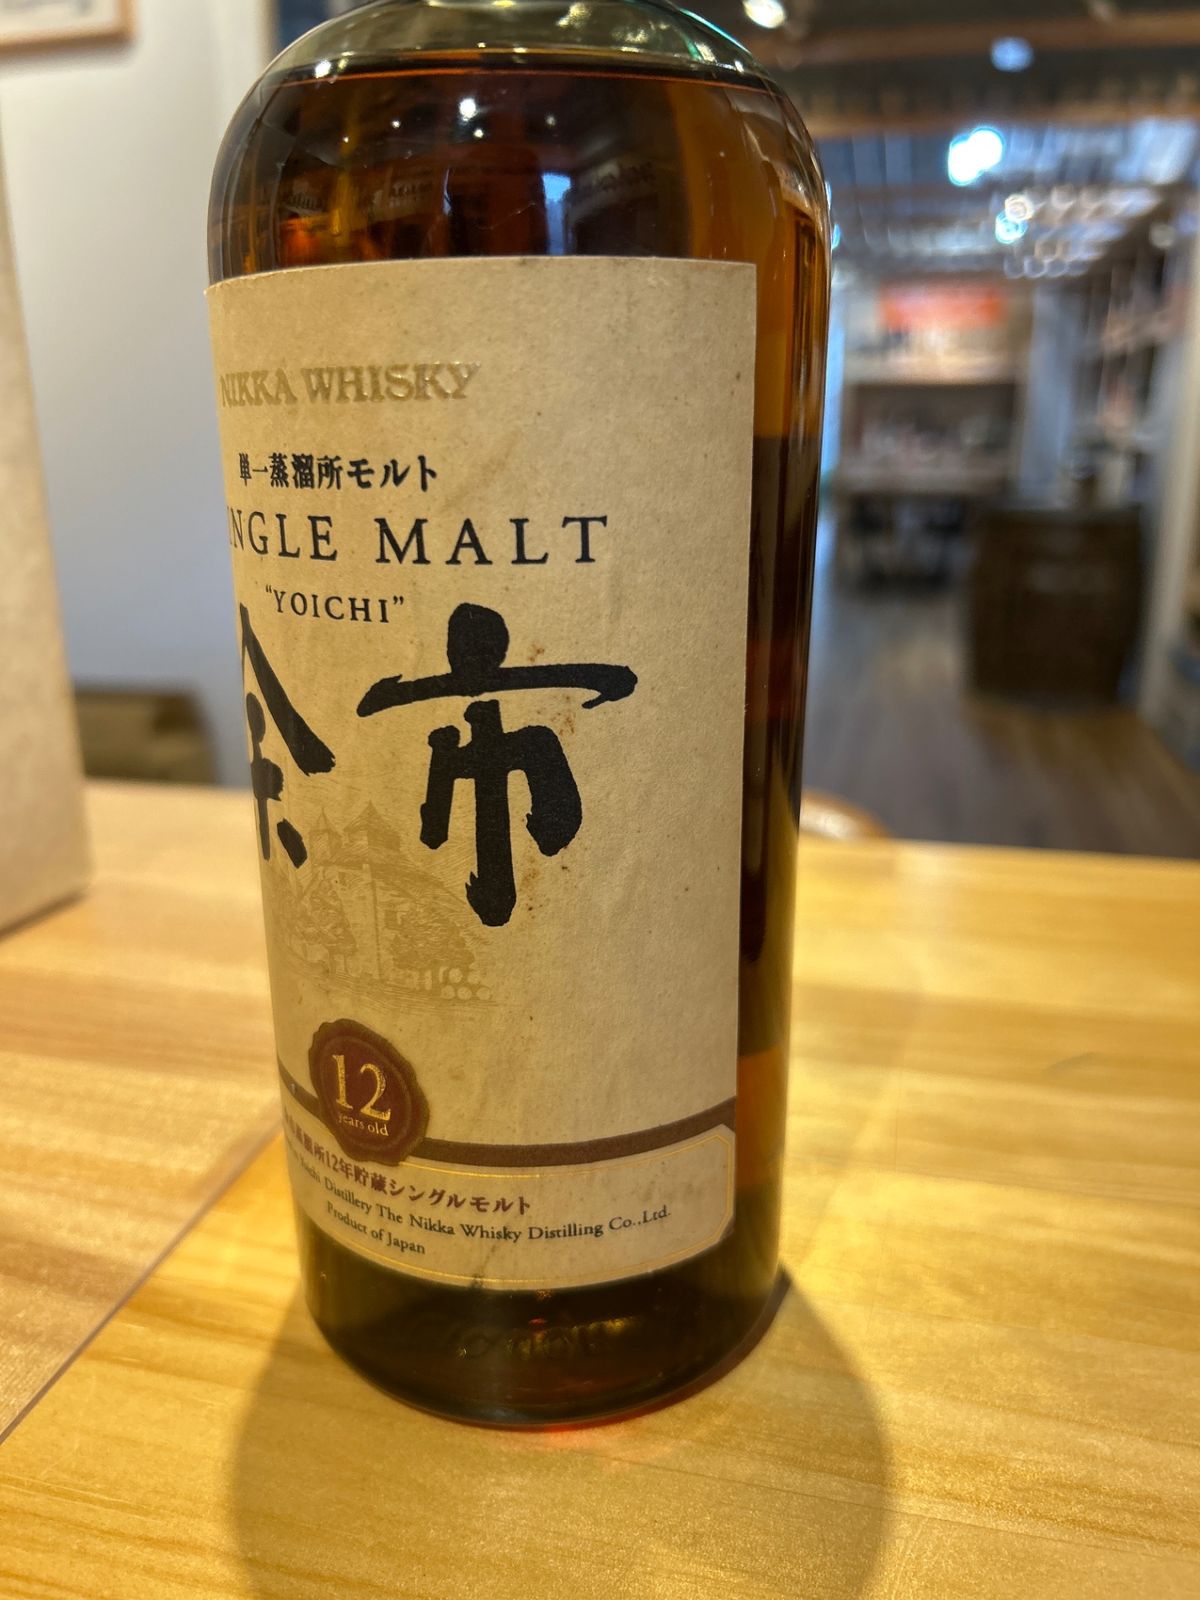 NIKKA WHISKY
単一蒸溜所モルト
INGLE MALT
“YOICHI”
余市
12
years old
蒸溜所12年貯蔵シングルモルト
Yoichi Distillery The Nikka Whisky Distilling Co.,Ltd.
Product of Japan